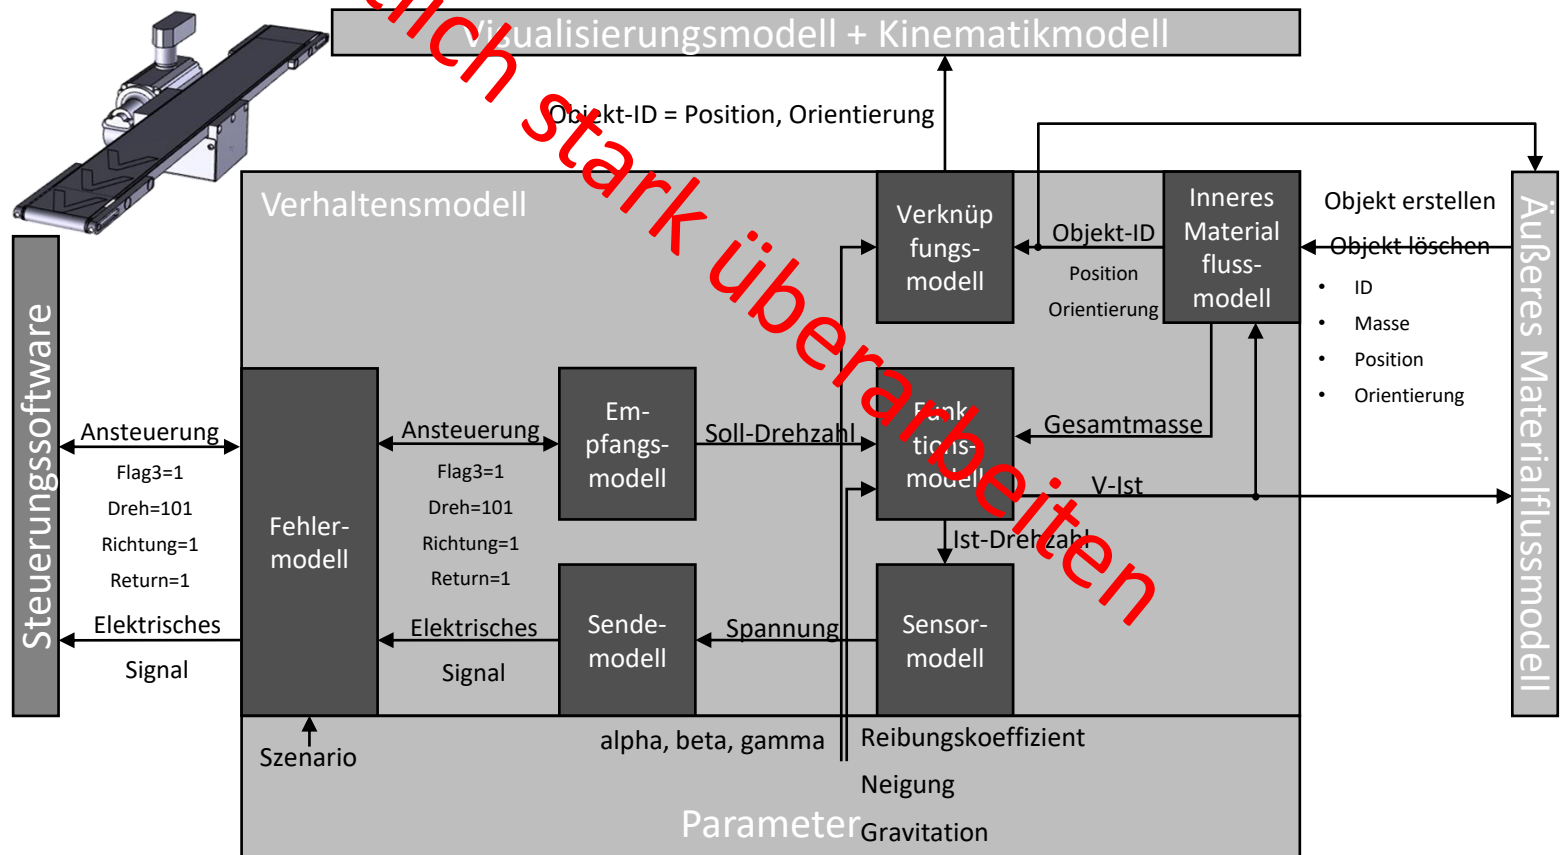 Visualisierungsmodell + Kinematikmodell
Objekt-ID = Position, Orientierung
stark überarbeiten
Verhaltensmodell
Verknüp
fungs-
modell
Objekt-ID
Position
Orientierung
Inneres
Material
fluss-
modell
Objekt erstellen
Objekt löschen
• ID
• Masse
• Position
• Orientierung
Äußeres Materialflussmodell
Steuerungssoftware
Ansteuerung
Flag3=1
Dreh=101
Richtung=1
Return=1
Elektrisches
Signal
Fehler-
modell
Ansteuerung
Flag3=1
Dreh=101
Richtung=1
Return=1
Elektrisches
Signal
Em-
pfangs-
modell
Soll-Drehzahl
Funk-
tions-
modell
Gesamtmasse
V-Ist
Ist-Drehzahl
Sende-
modell
Spannung
Sensor-
modell
Szenario
alpha, beta, gamma
Reibungskoeffizient
Neigung
Gravitation
Parameter